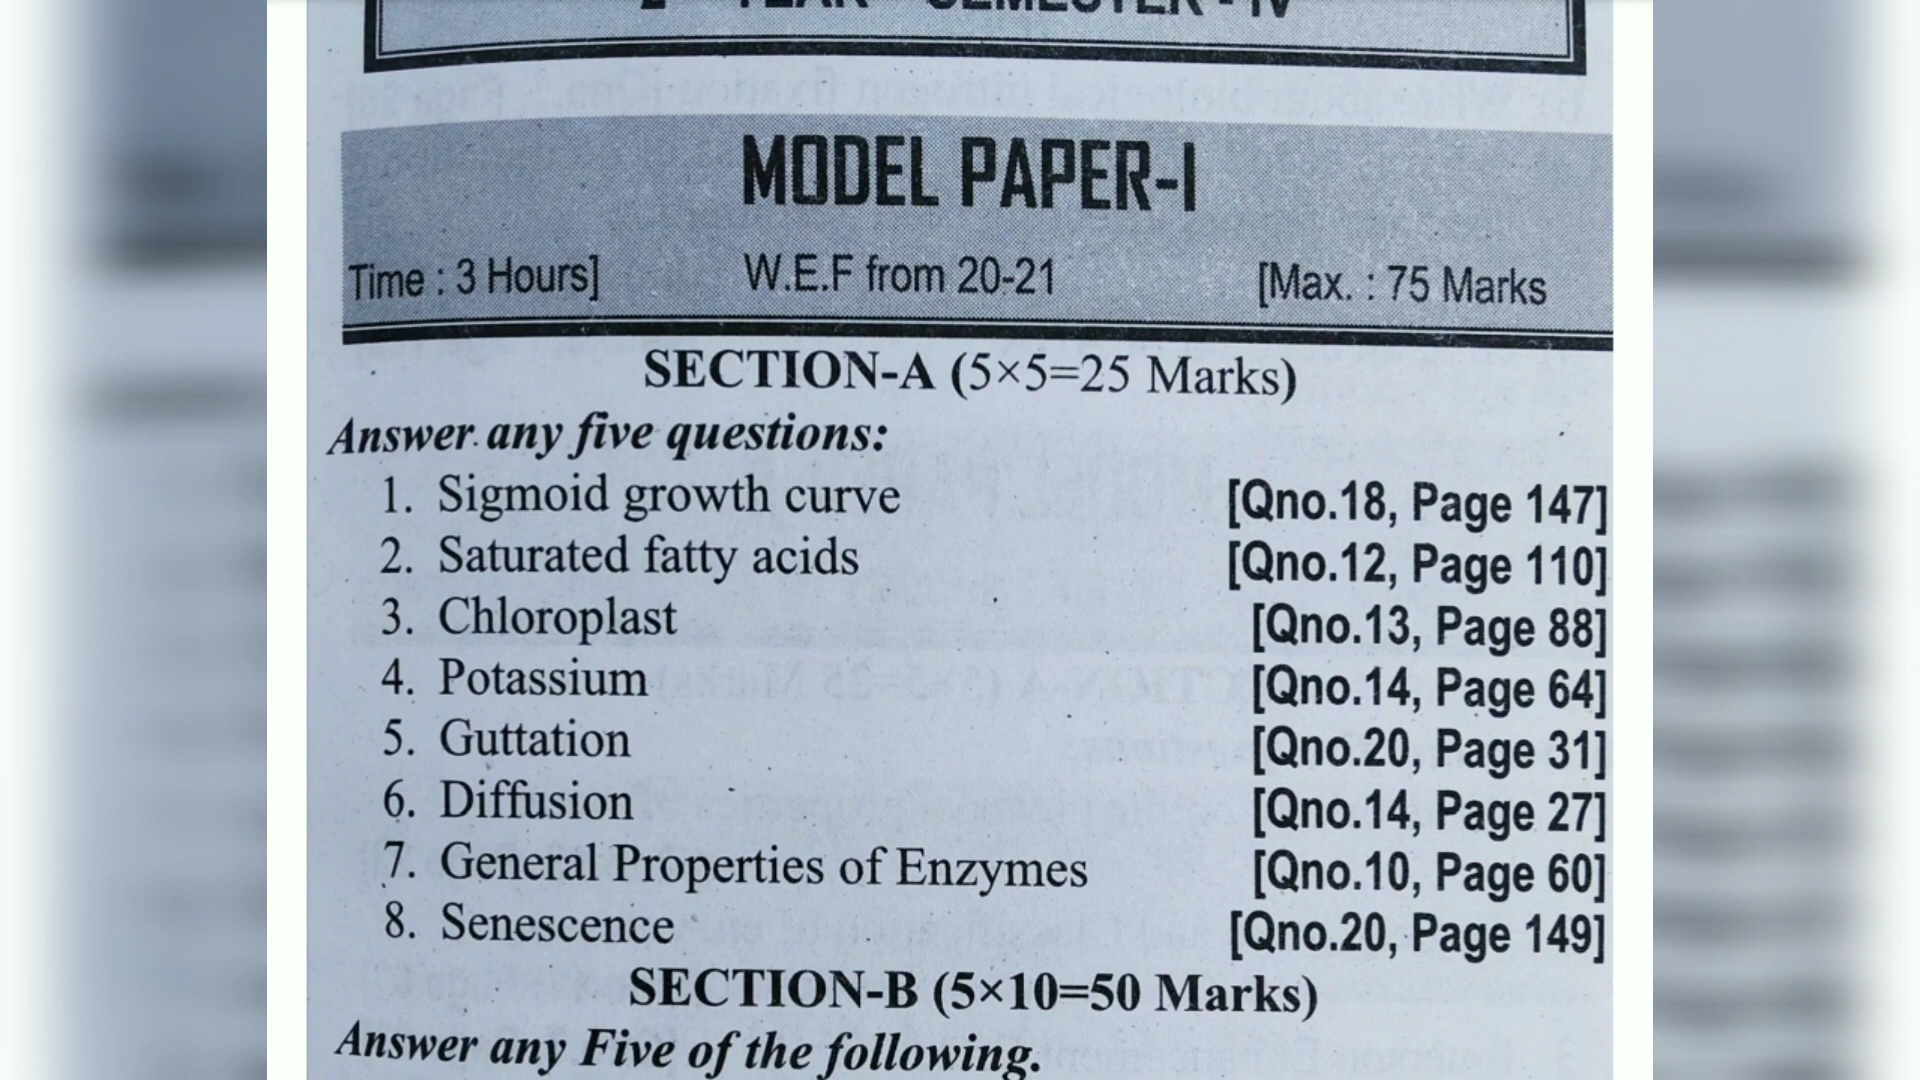 YEAR SEMESTER - IV
MODEL PAPER-I
Time : 3 Hours] W.E.F from 20-21 [Max. : 75 Marks
SECTION-A (5×5=25 Marks)
Answer any five questions:
1. Sigmoid growth curve [Qno.18, Page 147]
2. Saturated fatty acids [Qno.12, Page 110]
3. Chloroplast [Qno.13, Page 88]
4. Potassium [Qno.14, Page 64]
5. Guttation [Qno.20, Page 31]
6. Diffusion [Qno.14, Page 27]
7. General Properties of Enzymes [Qno.10, Page 60]
8. Senescence [Qno.20, Page 149]
SECTION-B (5×10=50 Marks)
Answer any Five of the following.